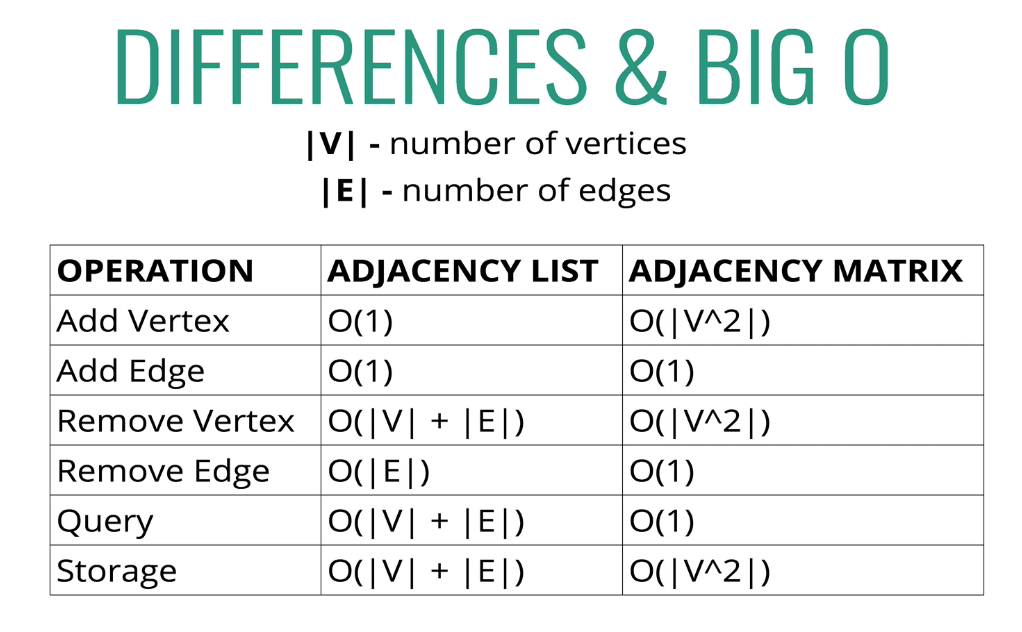 DIFFERENCES & BIG O
|V| - number of vertices
|E| - number of edges
OPERATION ADJACENCY LIST ADJACENCY MATRIX
Add Vertex O(1) O(|V^2|)
Add Edge O(1) O(1)
Remove Vertex O(|V| + |E|) O(|V^2|)
Remove Edge O(|E|) O(1)
Query O(|V| + |E|) O(1)
Storage O(|V| + |E|) O(|V^2|)